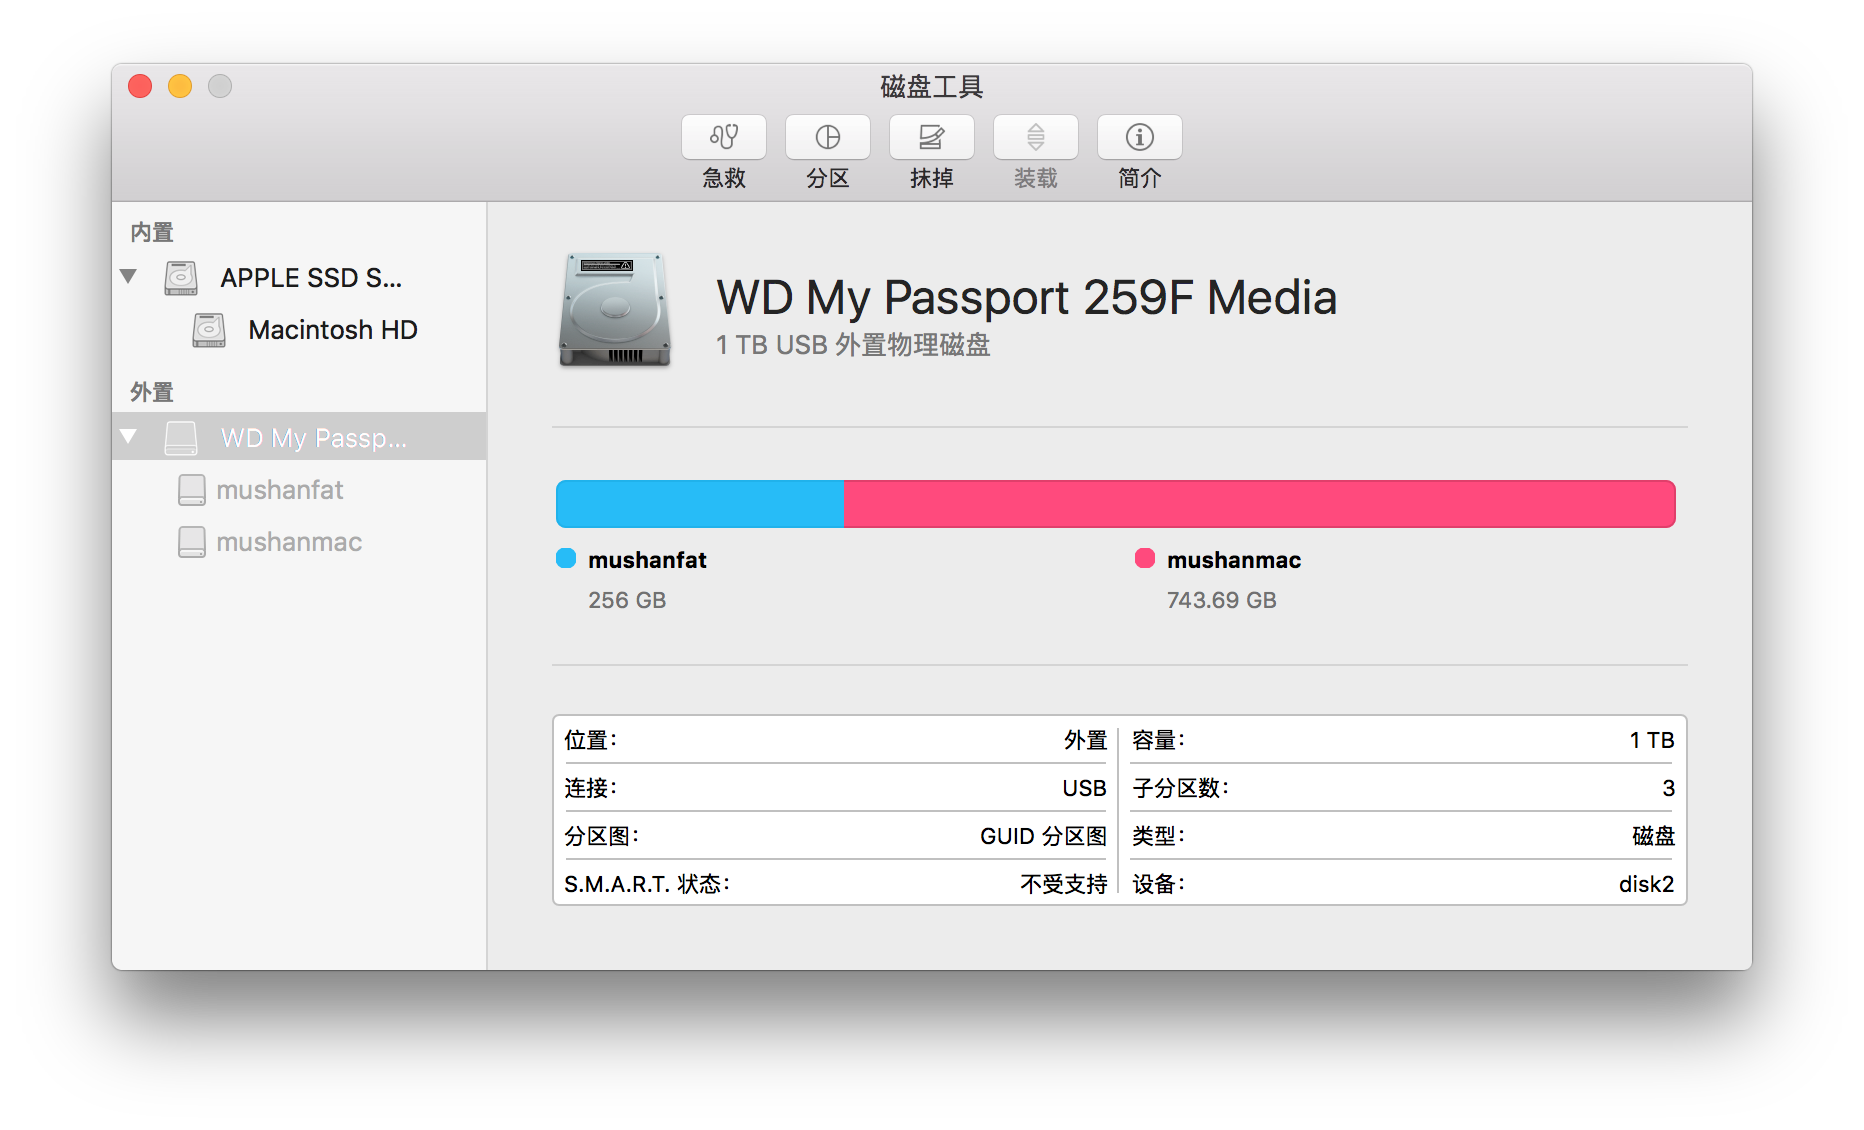 磁盘工具
急救 分区 抹掉 装载 简介
内置
APPLE SSD S...
Macintosh HD
外置
WD My Passp...
mushanfat
mushanmac
WD My Passport 259F Media
1 TB USB 外置物理磁盘
mushanfat mushanmac
256 GB 743.69 GB
位置： 外置 容量： 1 TB
连接： USB 子分区数： 3
分区图： GUID 分区图 类型： 磁盘
S.M.A.R.T. 状态： 不受支持 设备： disk2